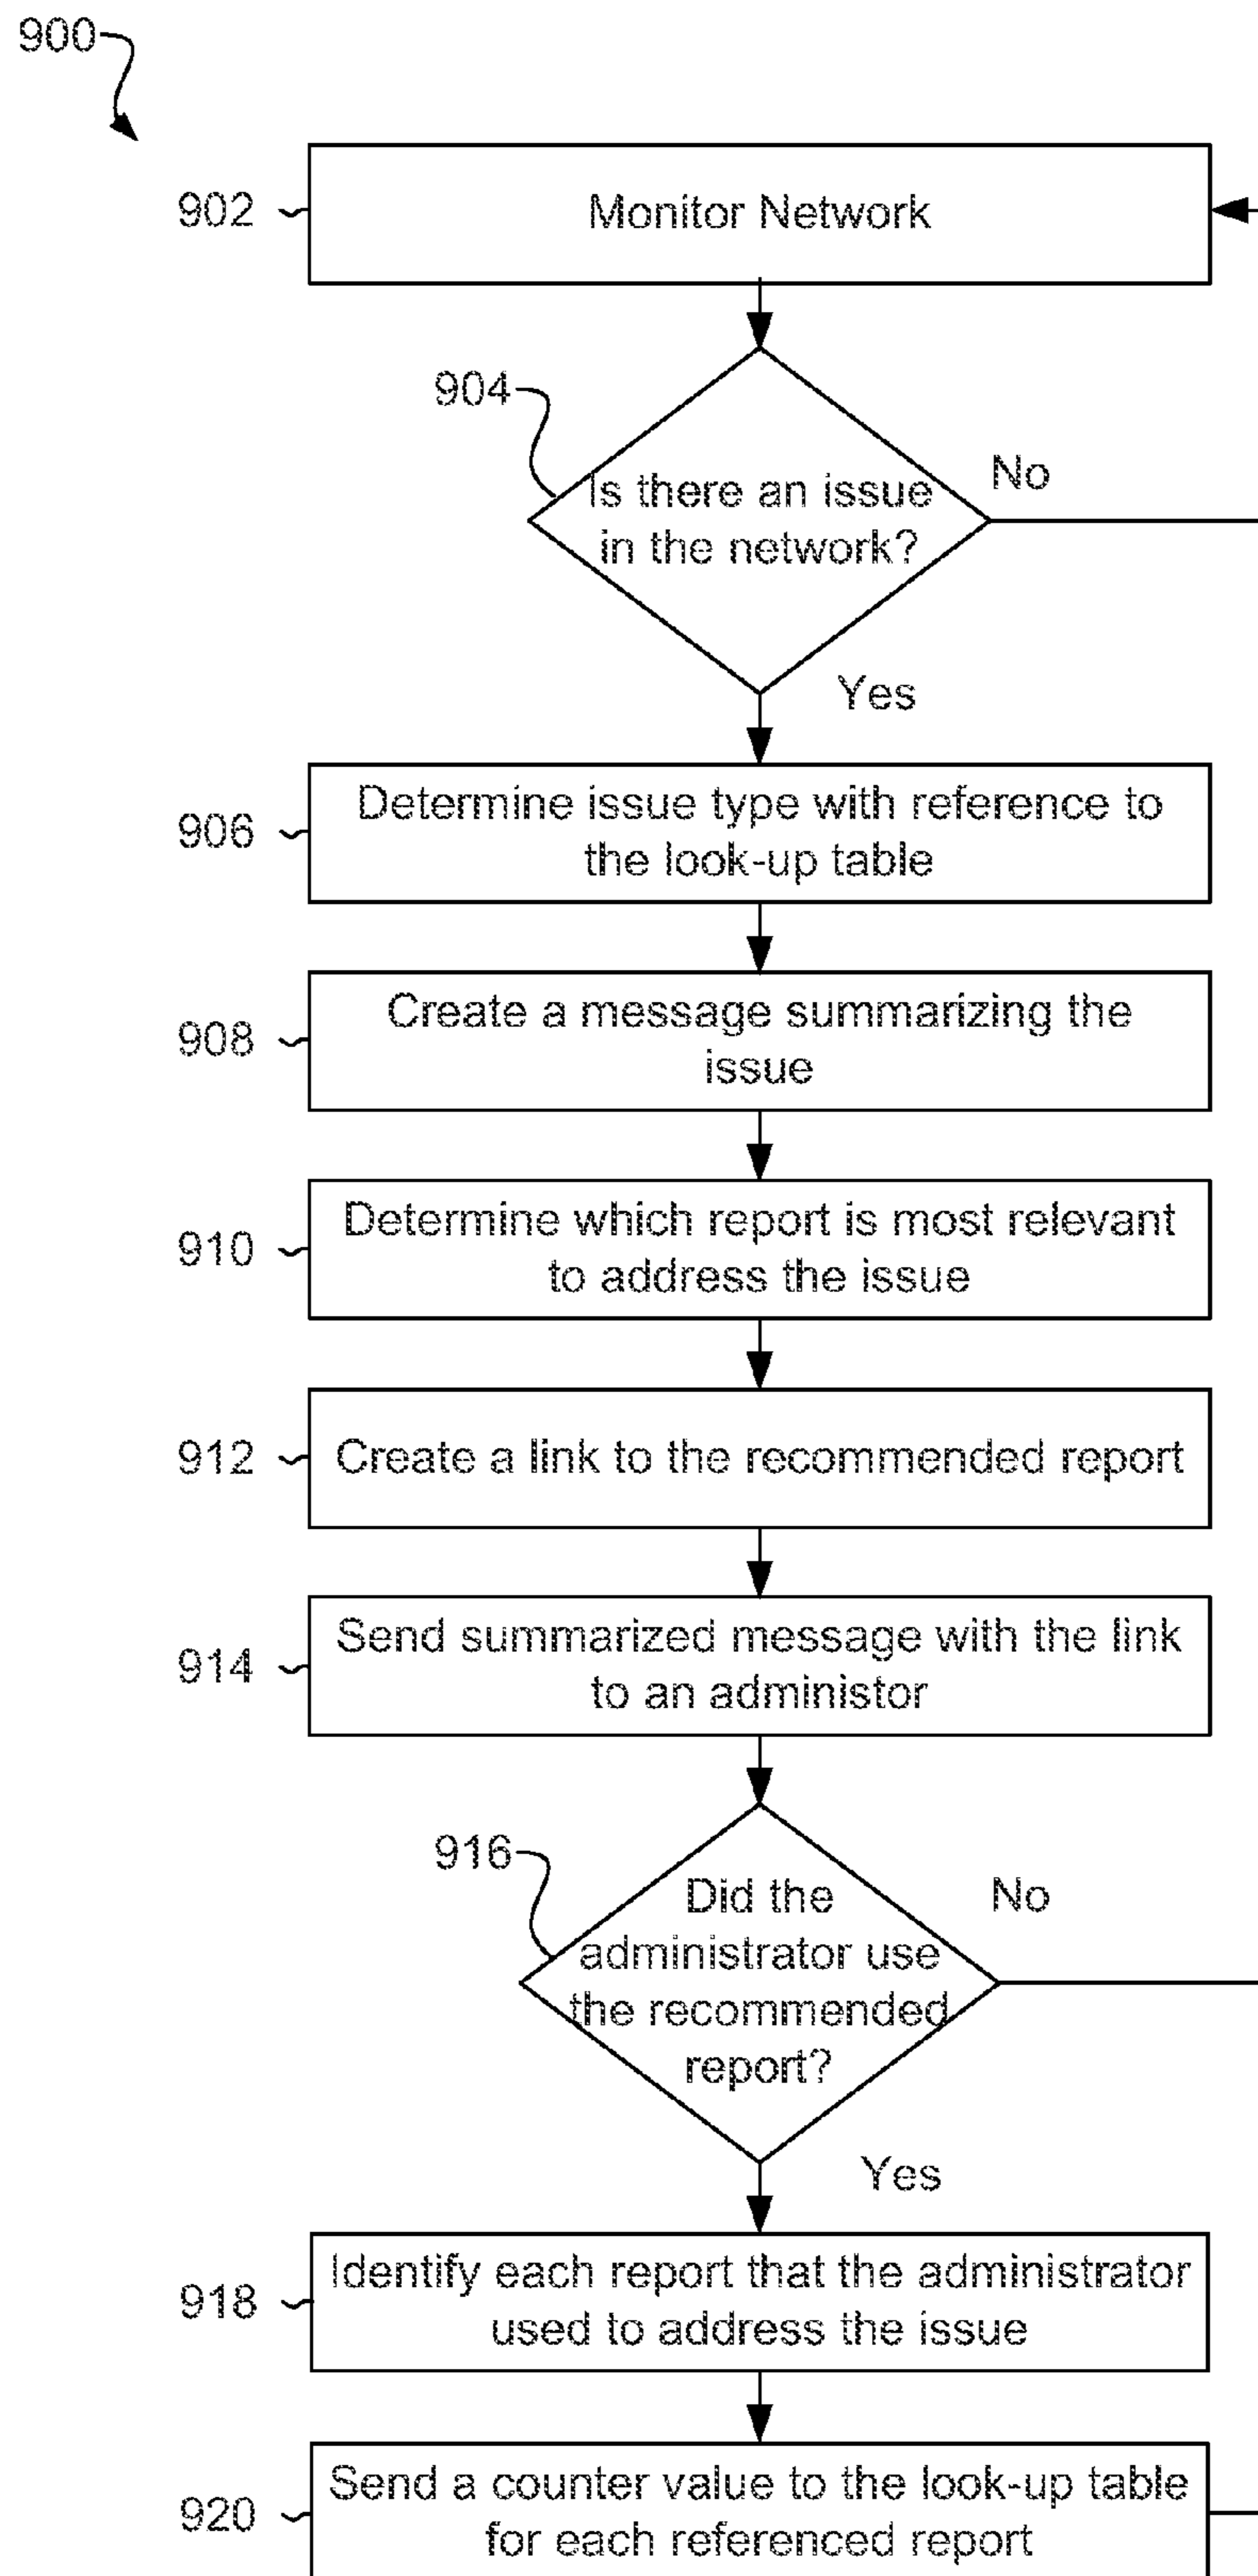 900
902
Monitor Network
904
Is there an issue
in the network?
No
Yes
906
Determine issue type with reference to
the look-up table
908
Create a message summarizing the
issue
910
Determine which report is most relevant
to address the issue
912
Create a link to the recommended report
914
Send summarized message with the link
to an administor
916
Did the
administrator use
the recommended
report?
No
Yes
918
Identify each report that the administrator
used to address the issue
920
Send a counter value to the look-up table
for each referenced report